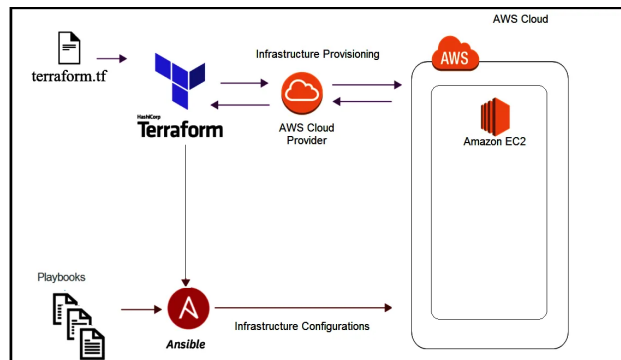 AWS Cloud
Infrastructure Provisioning
AWS
terraform.tf
HashiCorp
Terraform
AWS Cloud
Provider
Amazon EC2
Playbooks
Ansible
Infrastructure Configurations